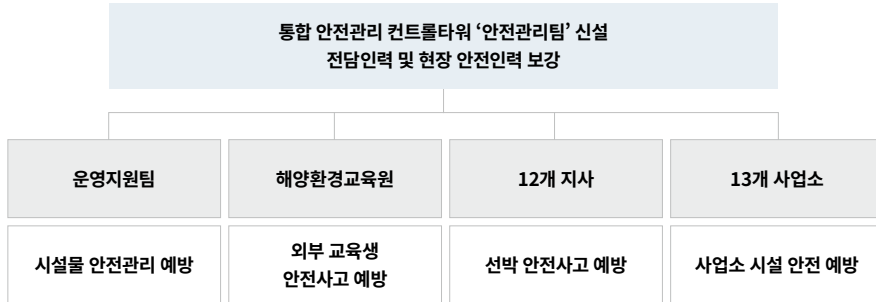 통합 안전관리 컨트롤타워 ‘안전관리팀’ 신설
전담인력 및 현장 안전인력 보강
운영지원팀
해양환경교육원
12개 지사
13개 사업소
시설물 안전관리 예방
외부 교육생
안전사고 예방
선박 안전사고 예방
사업소 시설 안전 예방